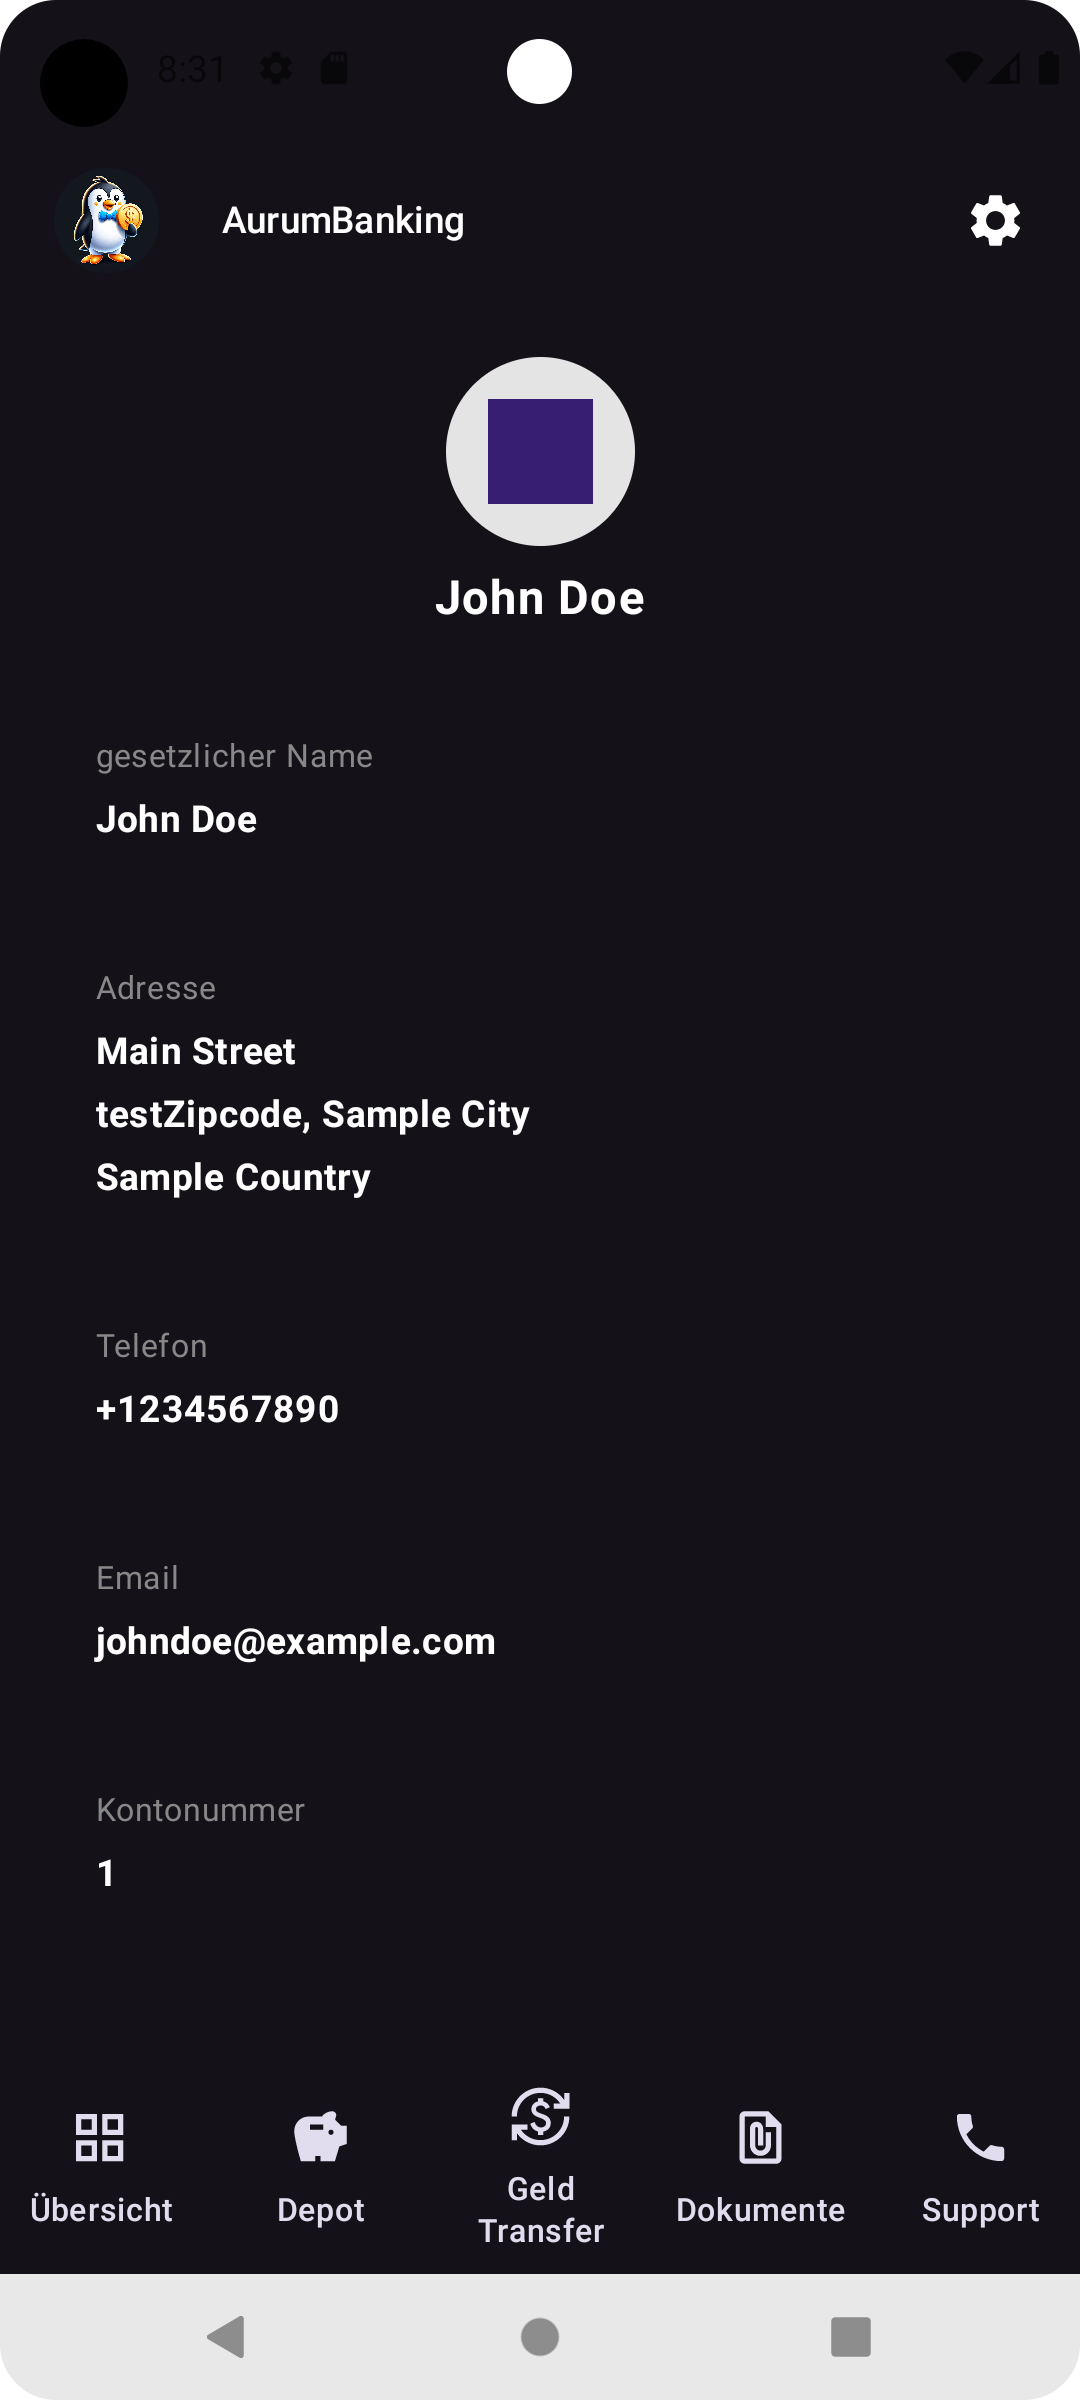 8:31
AurumBanking
John Doe
gesetzlicher Name
John Doe
Adresse
Main Street
testZipcode, Sample City
Sample Country
Telefon
+1234567890
Email
johndoe@example.com
Kontonummer
1
Übersicht
Depot
Geld
Transfer
Dokumente
Support